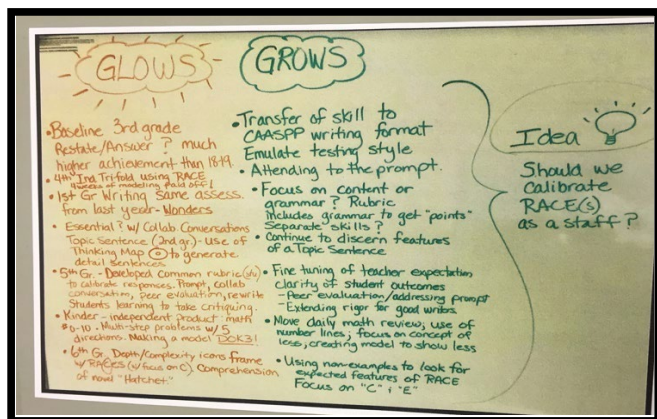 GLOWS
•Baseline 3rd grade
Restate/Answer ? much
higher achievement than 18-19.
•4th Ind Trifold using RACE
4 weeks of modeling paid off!
•1st Gr Writing Same assess.
from last year-Wonders
• Essential ? w/ Collab Conversations
Topic Sentence (2nd gr.)- Use of
Thinking Map to generate
detail sentences.
•5th Gr. - Developed common rubric
to calibrate responses. Prompt, collab
conversation, peer evaluation, rewrite
Students learning to take critiquing.
•Kinder - independent product math
#0-10. Multi-step problems w/5
directions. Making a model DOK3!
•6th Gr. Depth/Complexity icons frame
w/ RACES (w/ focus on C). Comprehension
of novel "Hatchet."
GROWS
•Transfer of skill to
CAASPP writing format
Emulate testing style
• Attending to the prompt.
• Focus on content or
grammar ? Rubric
includes grammar to get "points"
Separate skills ?
• Continue to discern features
of a Topic Sentence
• Fine tuning of teacher expectation
clarity of student outcomes
-Peer evaluation/addressing prompt
-Extending rigor for good writers
•Move daily math review; use of
number lines; focus on concept of
less, creating model to show less
•Using non-examples to look for
expected features of RACE
Focus on "C" & "E"
Idea
Should we
calibrate
RACE(s)
as a staff ?